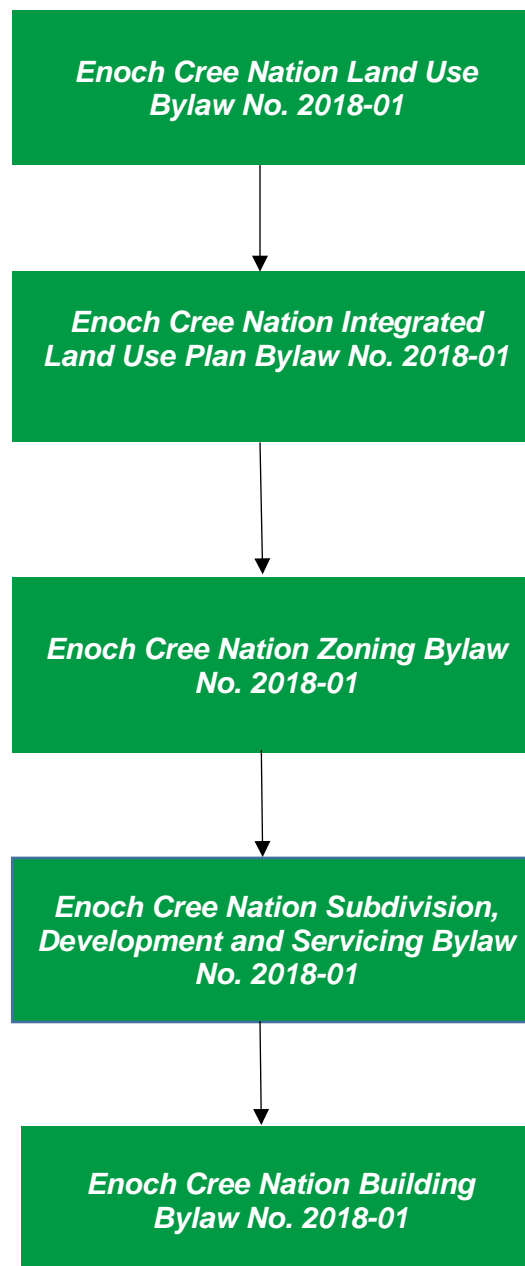 Enoch Cree Nation Land Use
Bylaw No. 2018-01
Enoch Cree Nation Integrated
Land Use Plan Bylaw No. 2018-01
Enoch Cree Nation Zoning Bylaw
No. 2018-01
Enoch Cree Nation Subdivision,
Development and Servicing Bylaw
No. 2018-01
Enoch Cree Nation Building
Bylaw No. 2018-01